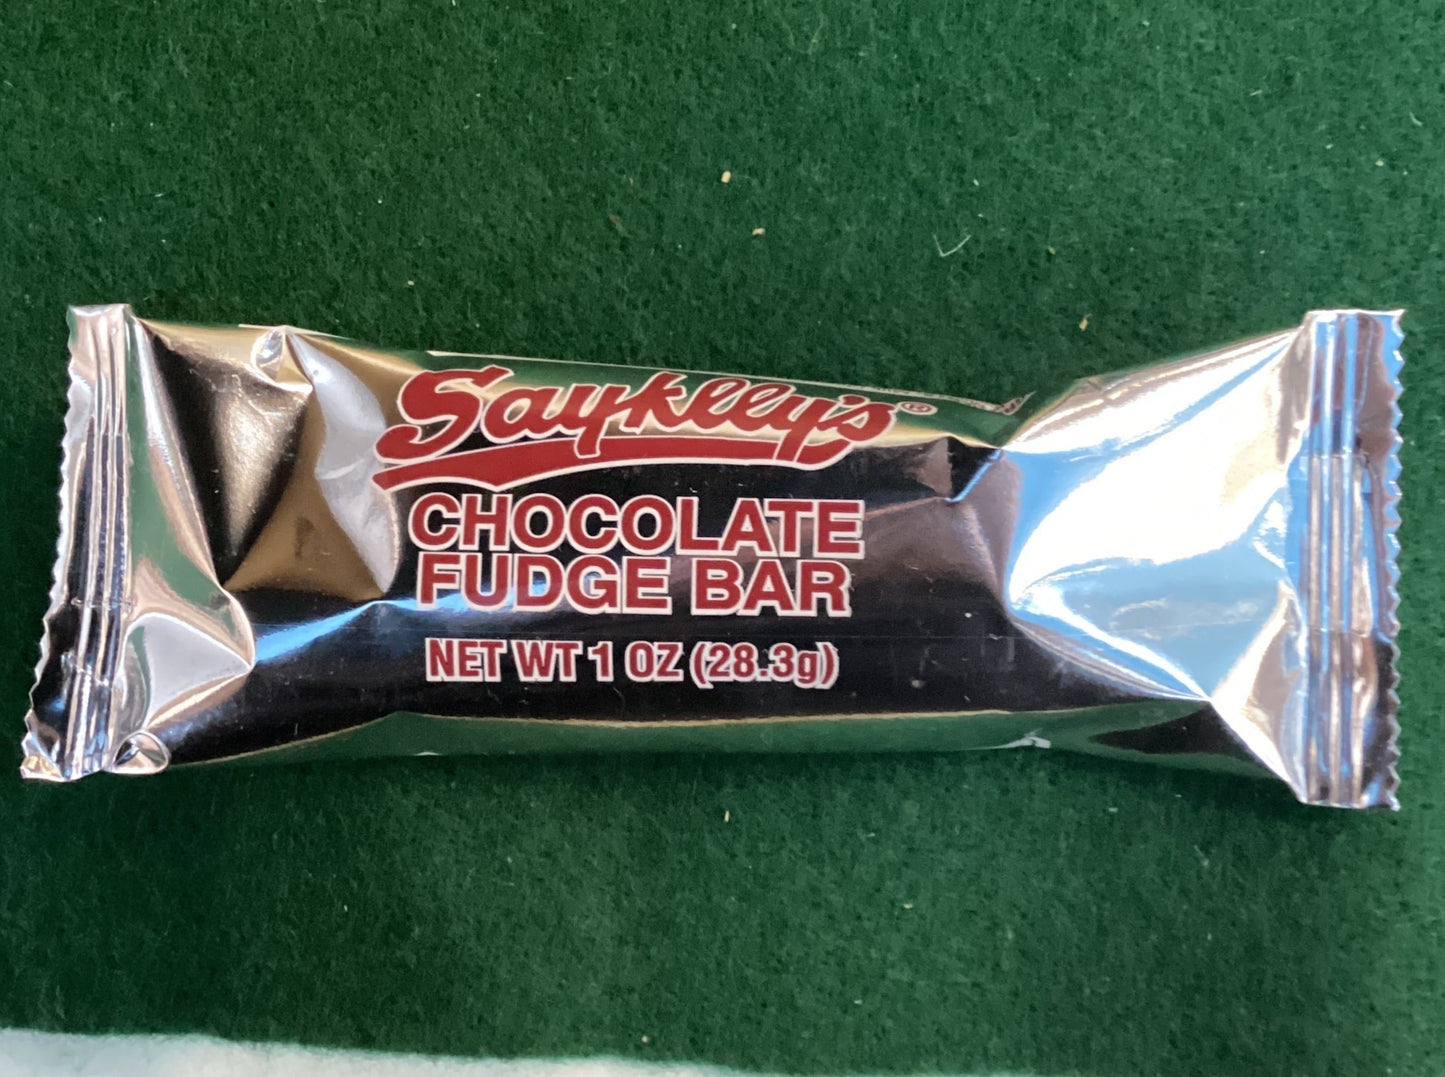 Sayklly's®
CHOCOLATE
FUDGE BAR
NET WT 1 OZ (28.3g)